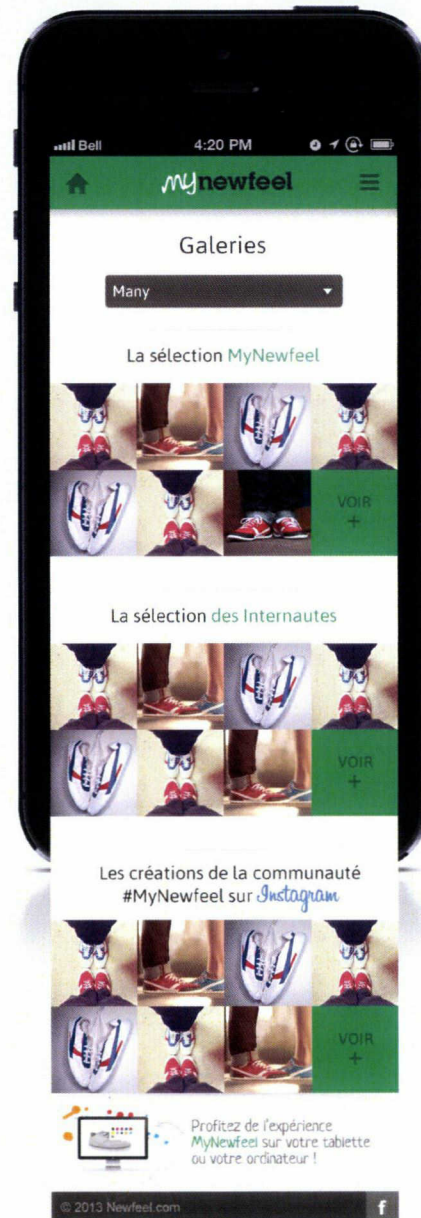 Bell 4:20 PM
mynewfeel
Galeries
Many
La sélection MyNewfeel
VOIR
+
La sélection des Internautes
VOIR
+
Les créations de la communauté
#MyNewfeel sur Instagram
VOIR
+
Profitez de l'expérience
MyNewfeel sur votre tablette
ou votre ordinateur !
© 2013 Newfeel.com f